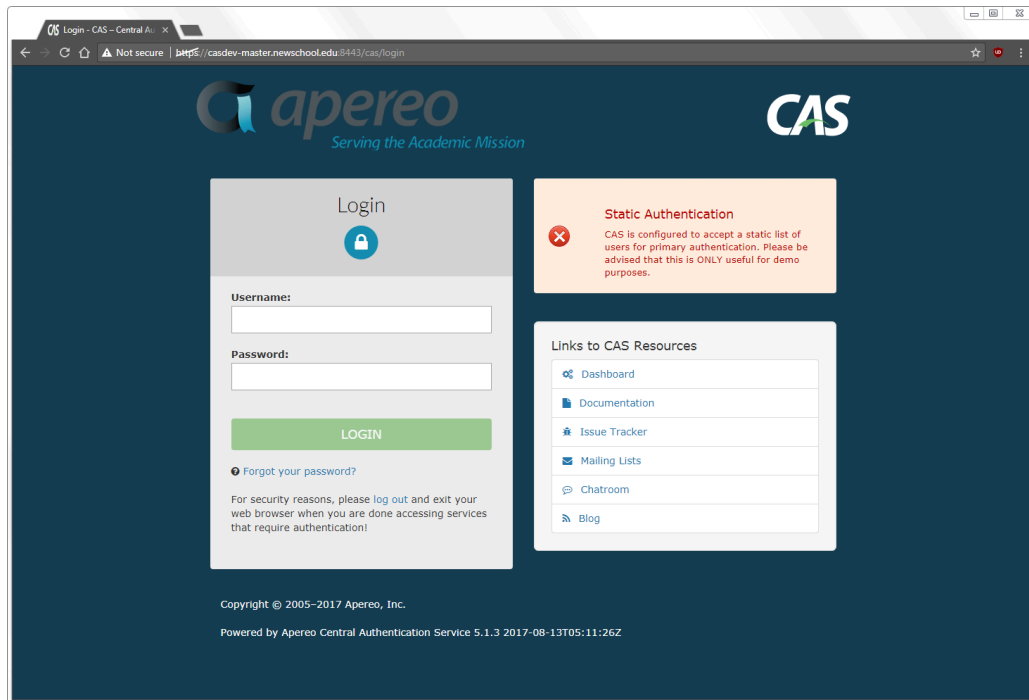 CAS Login - CAS – Central Au
Not secure | https://casdev-master.newschool.edu:8443/cas/login
apereo
Serving the Academic Mission
CAS
Login
Username:
Password:
LOGIN
Forgot your password?
For security reasons, please log out and exit your
web browser when you are done accessing services
that require authentication!
Static Authentication
CAS is configured to accept a static list of
users for primary authentication. Please be
advised that this is ONLY useful for demo
purposes.
Links to CAS Resources
Dashboard
Documentation
Issue Tracker
Mailing Lists
Chatroom
Blog
Copyright © 2005–2017 Apereo, Inc.
Powered by Apereo Central Authentication Service 5.1.3 2017-08-13T05:11:26Z